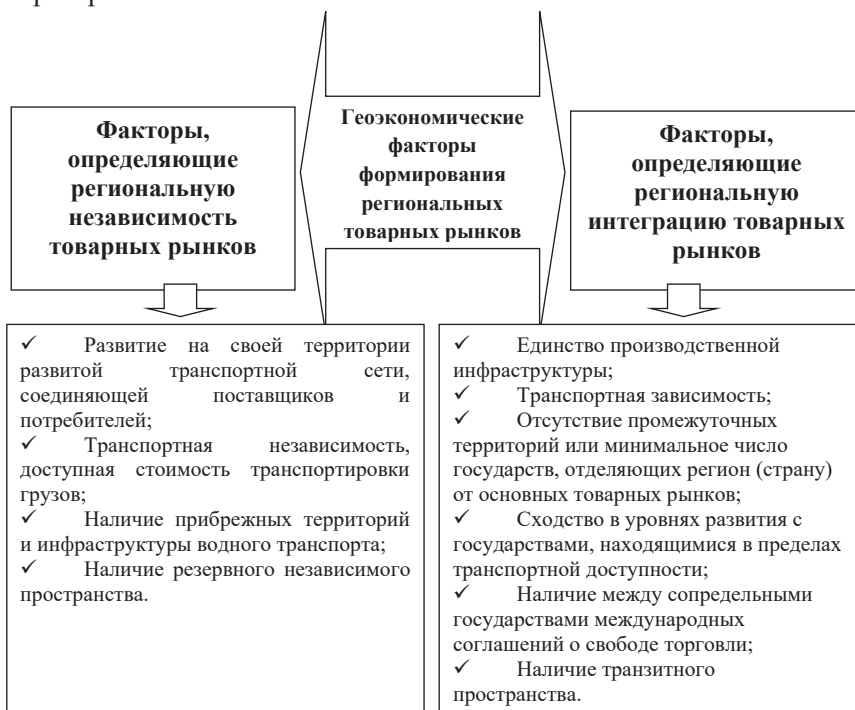 Факторы,
определяющие
региональную
независимость
товарных рынков
Геоэкономические
факторы
формирования
региональных
товарных рынков
Факторы,
определяющие
региональную
интеграцию товарных
рынков
✓ Развитие на своей территории
развитой транспортной сети,
соединяющей поставщиков и
потребителей;
✓ Транспортная независимость,
доступная стоимость транспортировки
грузов;
✓ Наличие прибрежных территорий
и инфраструктуры водного транспорта;
✓ Наличие резервного независимого
пространства.
✓ Единство производственной
инфраструктуры;
✓ Транспортная зависимость;
✓ Отсутствие промежуточных
территорий или минимальное число
государств, отделяющих регион (страну)
от основных товарных рынков;
✓ Сходство в уровнях развития с
государствами, находящимися в пределах
транспортной доступности;
✓ Наличие между сопредельными
государствами международных
соглашений о свободе торговли;
✓ Наличие транзитного
пространства.